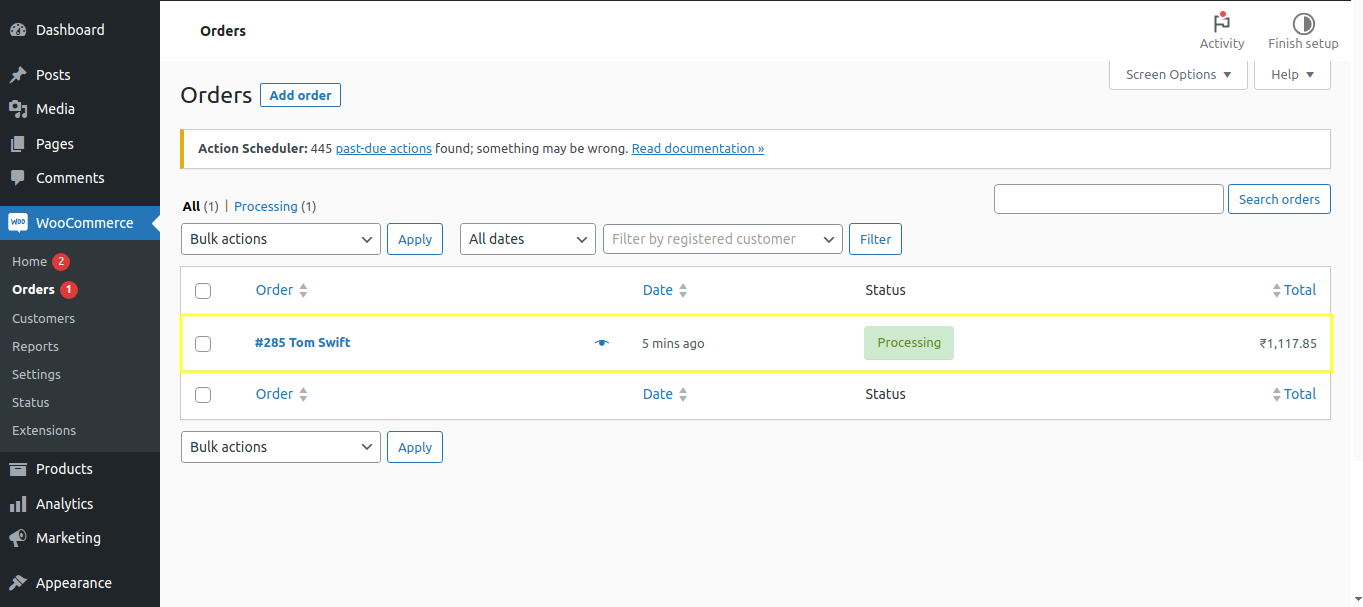 Dashboard
Posts
Media
Pages
Comments
WOO WooCommerce
Home 2
Orders 1
Customers
Reports
Settings
Status
Extensions
Products
Analytics
Marketing
Appearance
Orders
Activity
Finish setup
Screen Options
Help
Orders Add order
Action Scheduler: 445 past-due actions found; something may be wrong. Read documentation »
All (1) | Processing (1)
Search orders
Bulk actions Apply All dates Filter by registered customer Filter
Order Date Status Total
#285 Tom Swift 5 mins ago Processing ₹1,117.85
Order Date Status Total
Bulk actions Apply